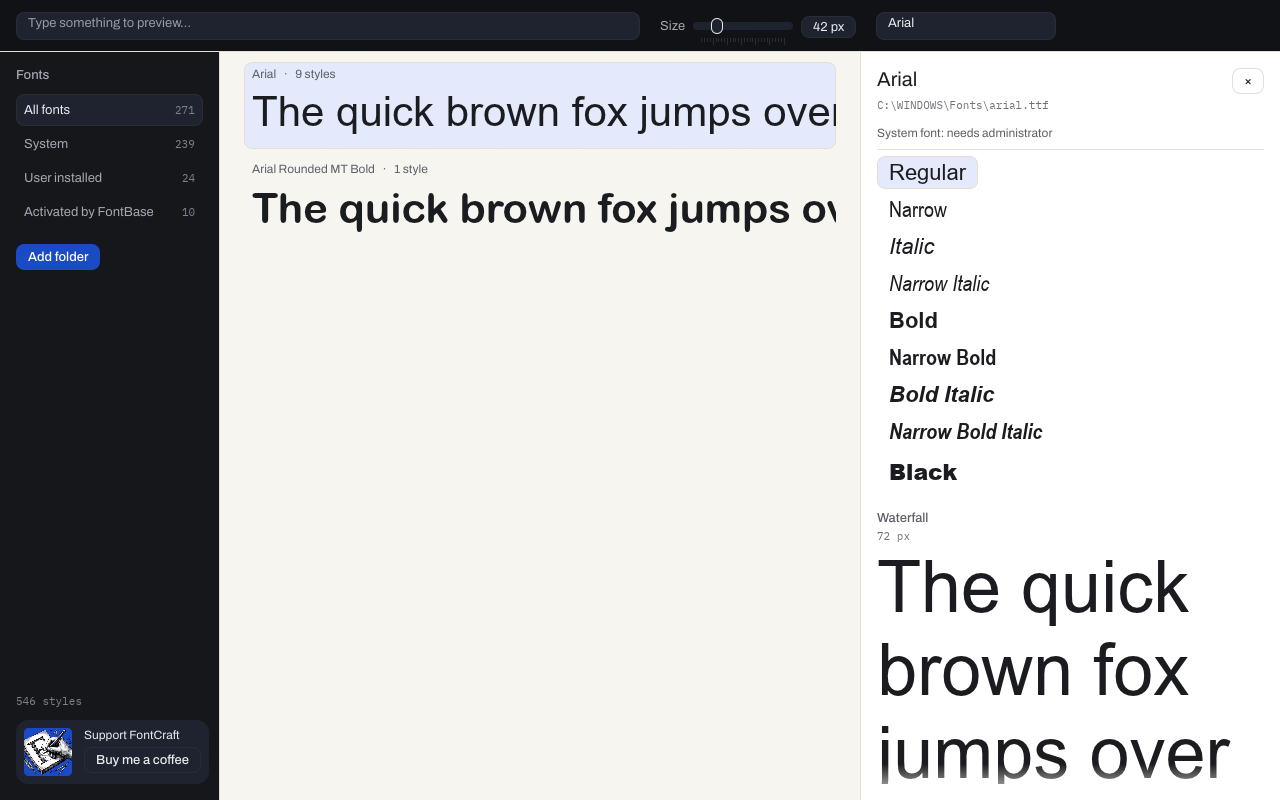 Type something to preview...
Size
42 px
Arial
Fonts
All fonts 271
System 239
User installed 24
Activated by FontBase 10
Add folder
546 styles
Support FontCraft
Buy me a coffee
Arial · 9 styles
The quick brown fox jumps over
Arial Rounded MT Bold · 1 style
The quick brown fox jumps ov
Arial
×
C:\WINDOWS\Fonts\arial.ttf
System font: needs administrator
Regular
Narrow
Italic
Narrow Italic
Bold
Narrow Bold
Bold Italic
Narrow Bold Italic
Black
Waterfall
72 px
The quick
brown fox
jumps over